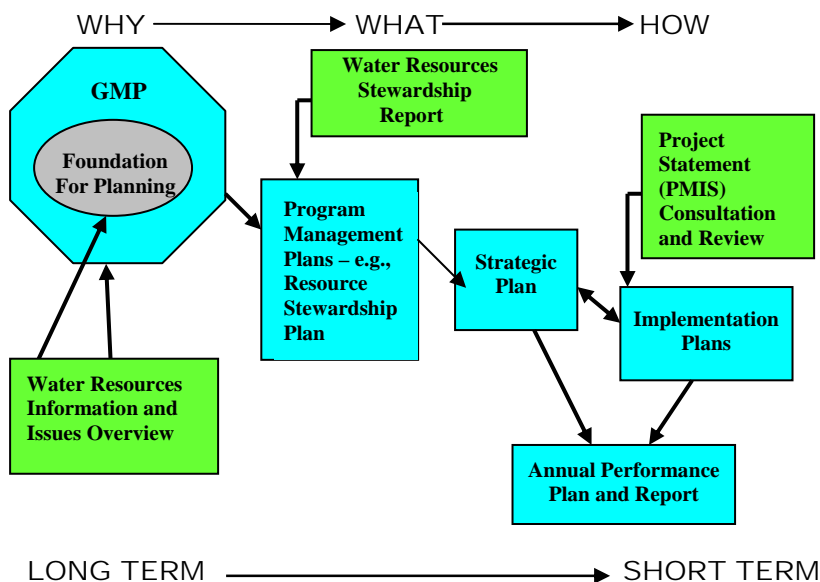 WHY WHAT HOW
GMP
Foundation
For Planning
Water Resources
Stewardship
Report
Project
Statement
(PMIS)
Consultation
and Review
Program
Management
Plans – e.g.,
Resource
Stewardship
Plan
Strategic
Plan
Implementation
Plans
Water Resources
Information and
Issues Overview
Annual Performance
Plan and Report
LONG TERM SHORT TERM